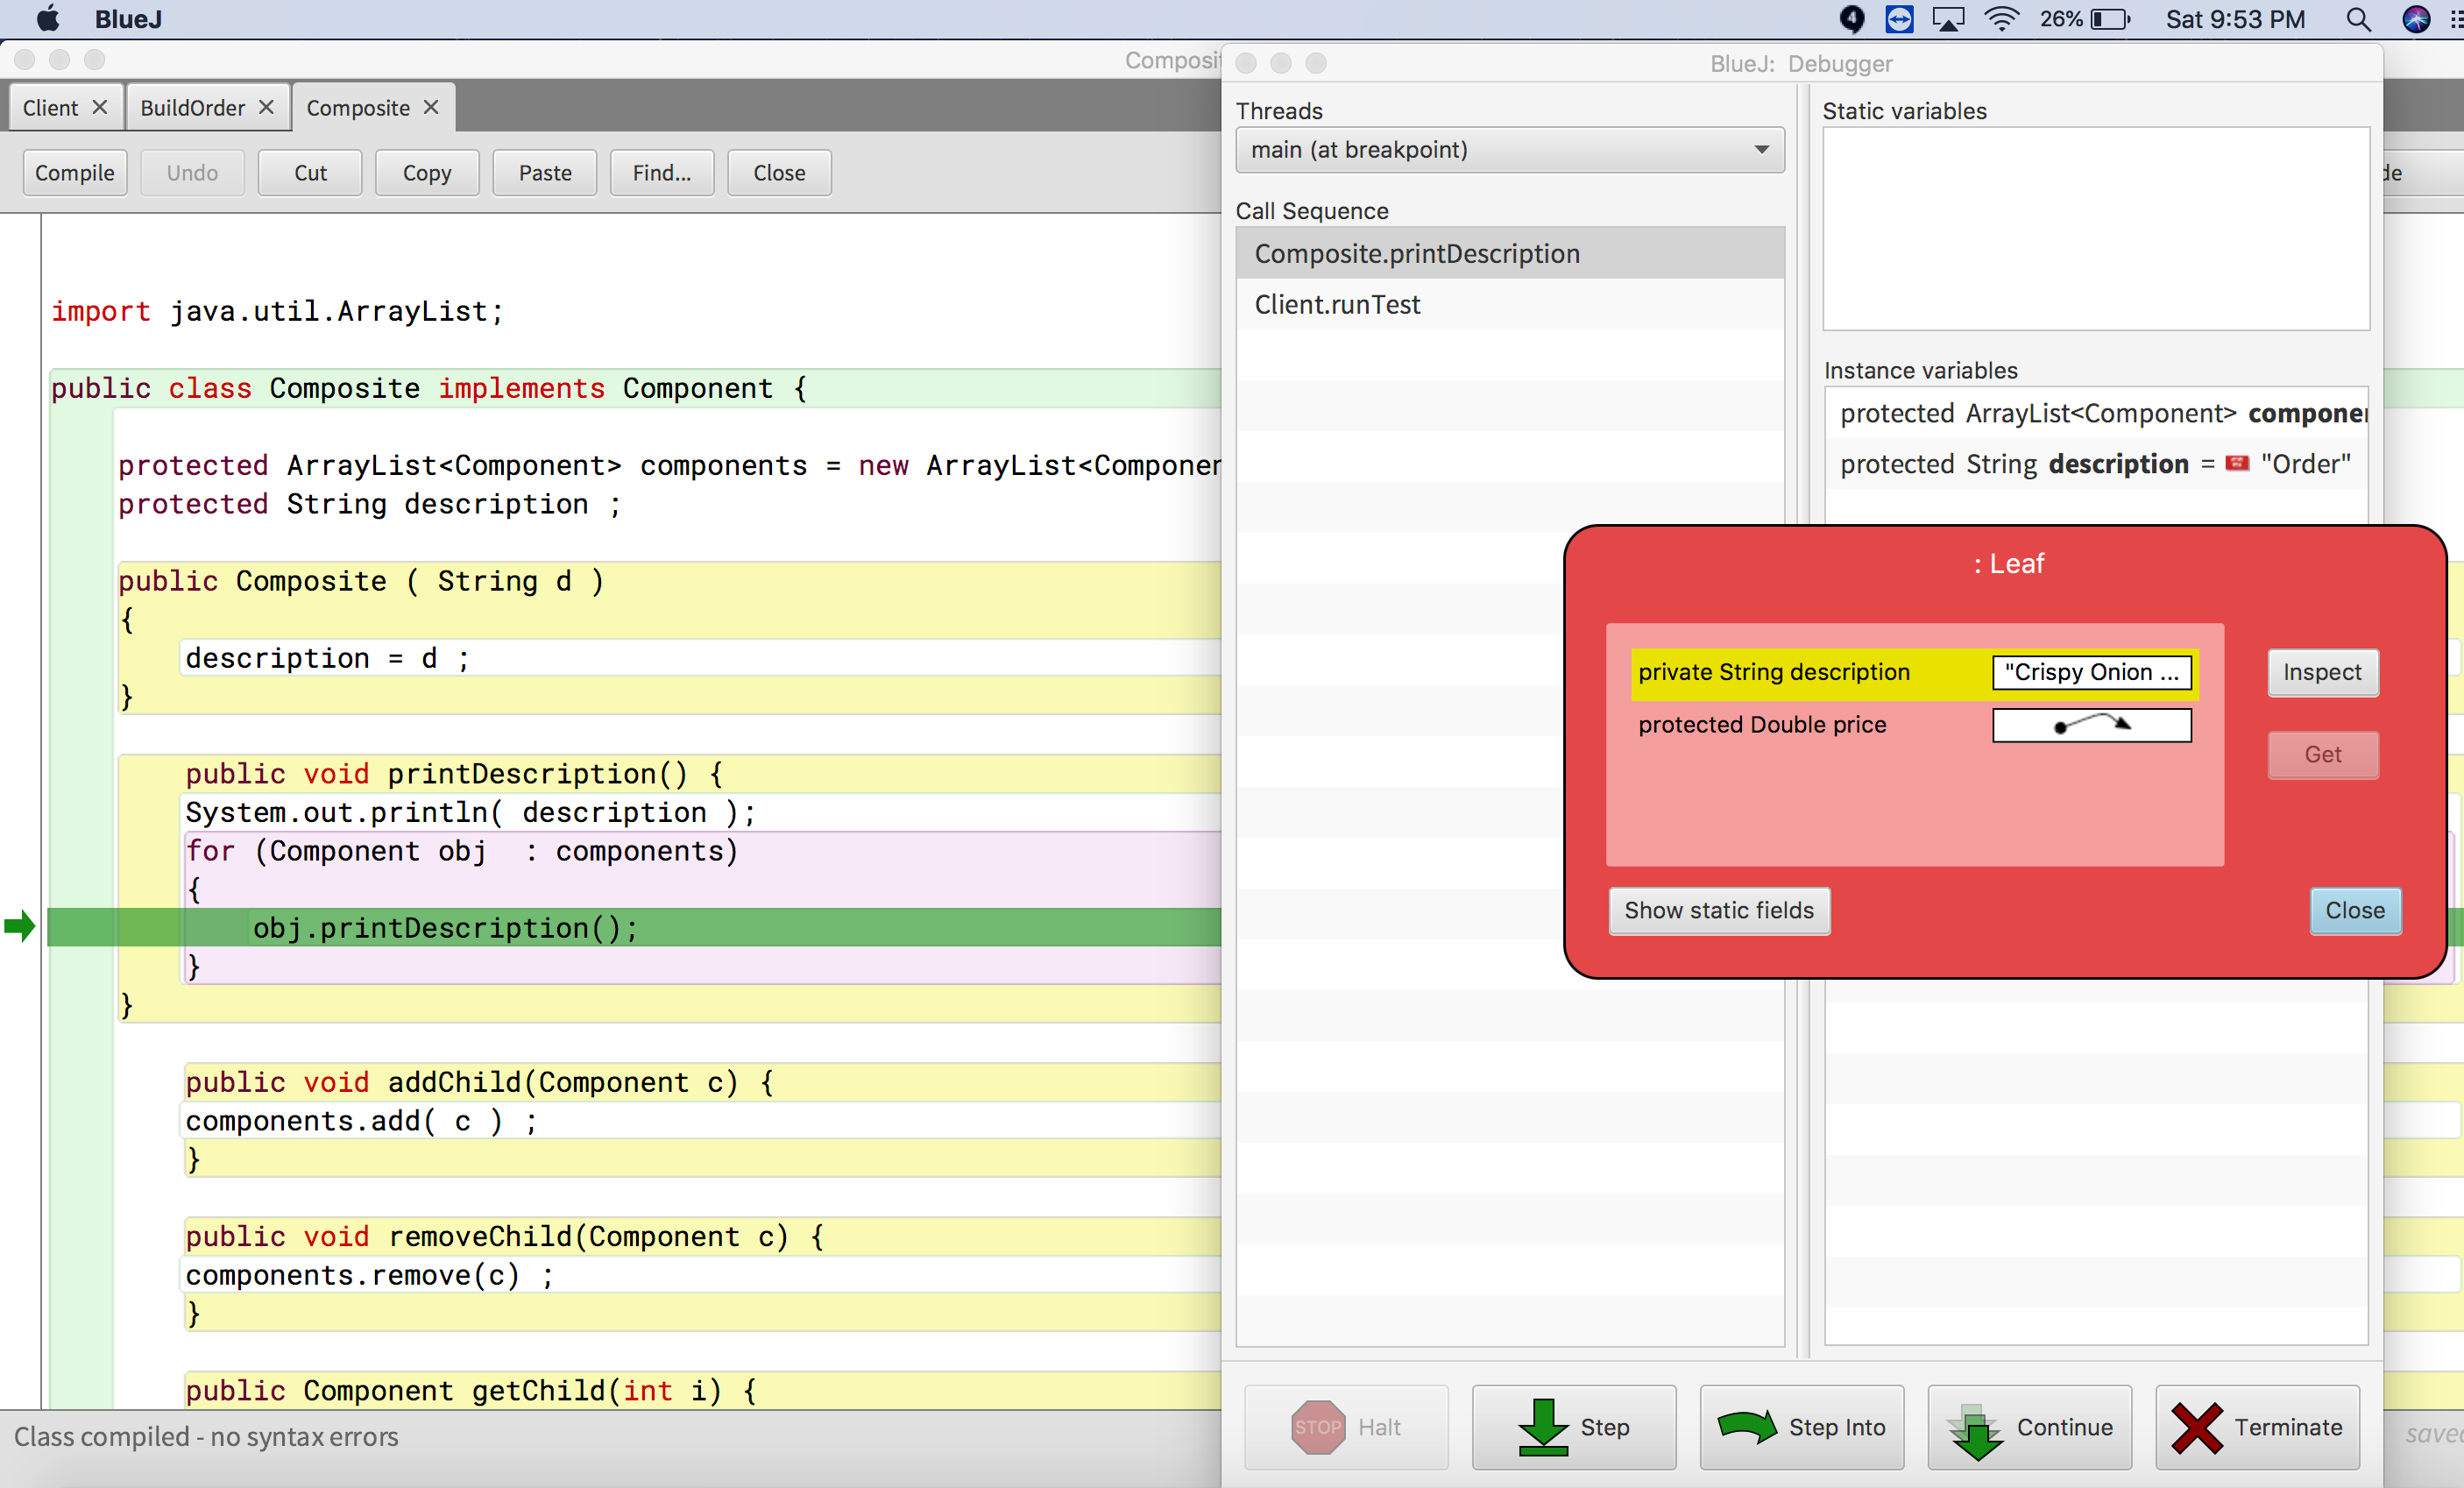 BlueJ
26%
Sat 9:53 PM
Client
BuildOrder
Composite
Compile
Undo
Cut
Copy
Paste
Find...
Close
import java.util.ArrayList;
public class Composite implements Component {
protected ArrayList<Component> components = new ArrayList<Componen
protected String description ;
public Composite ( String d )
{
description = d ;
}
public void printDescription() {
System.out.println( description );
for (Component obj  : components)
{
obj.printDescription();
}
}
public void addChild(Component c) {
components.add( c ) ;
}
public void removeChild(Component c) {
components.remove(c) ;
}
public Component getChild(int i) {
Class compiled - no syntax errors
BlueJ:  Debugger
Threads
main (at breakpoint)
Call Sequence
Composite.printDescription
Client.runTest
Static variables
Instance variables
protected ArrayList<Component> compone
protected String description = "Order"
: Leaf
private String description
"Crispy Onion ...
protected Double price
Inspect
Get
Show static fields
Close
STOP Halt
Step
Step Into
Continue
Terminate